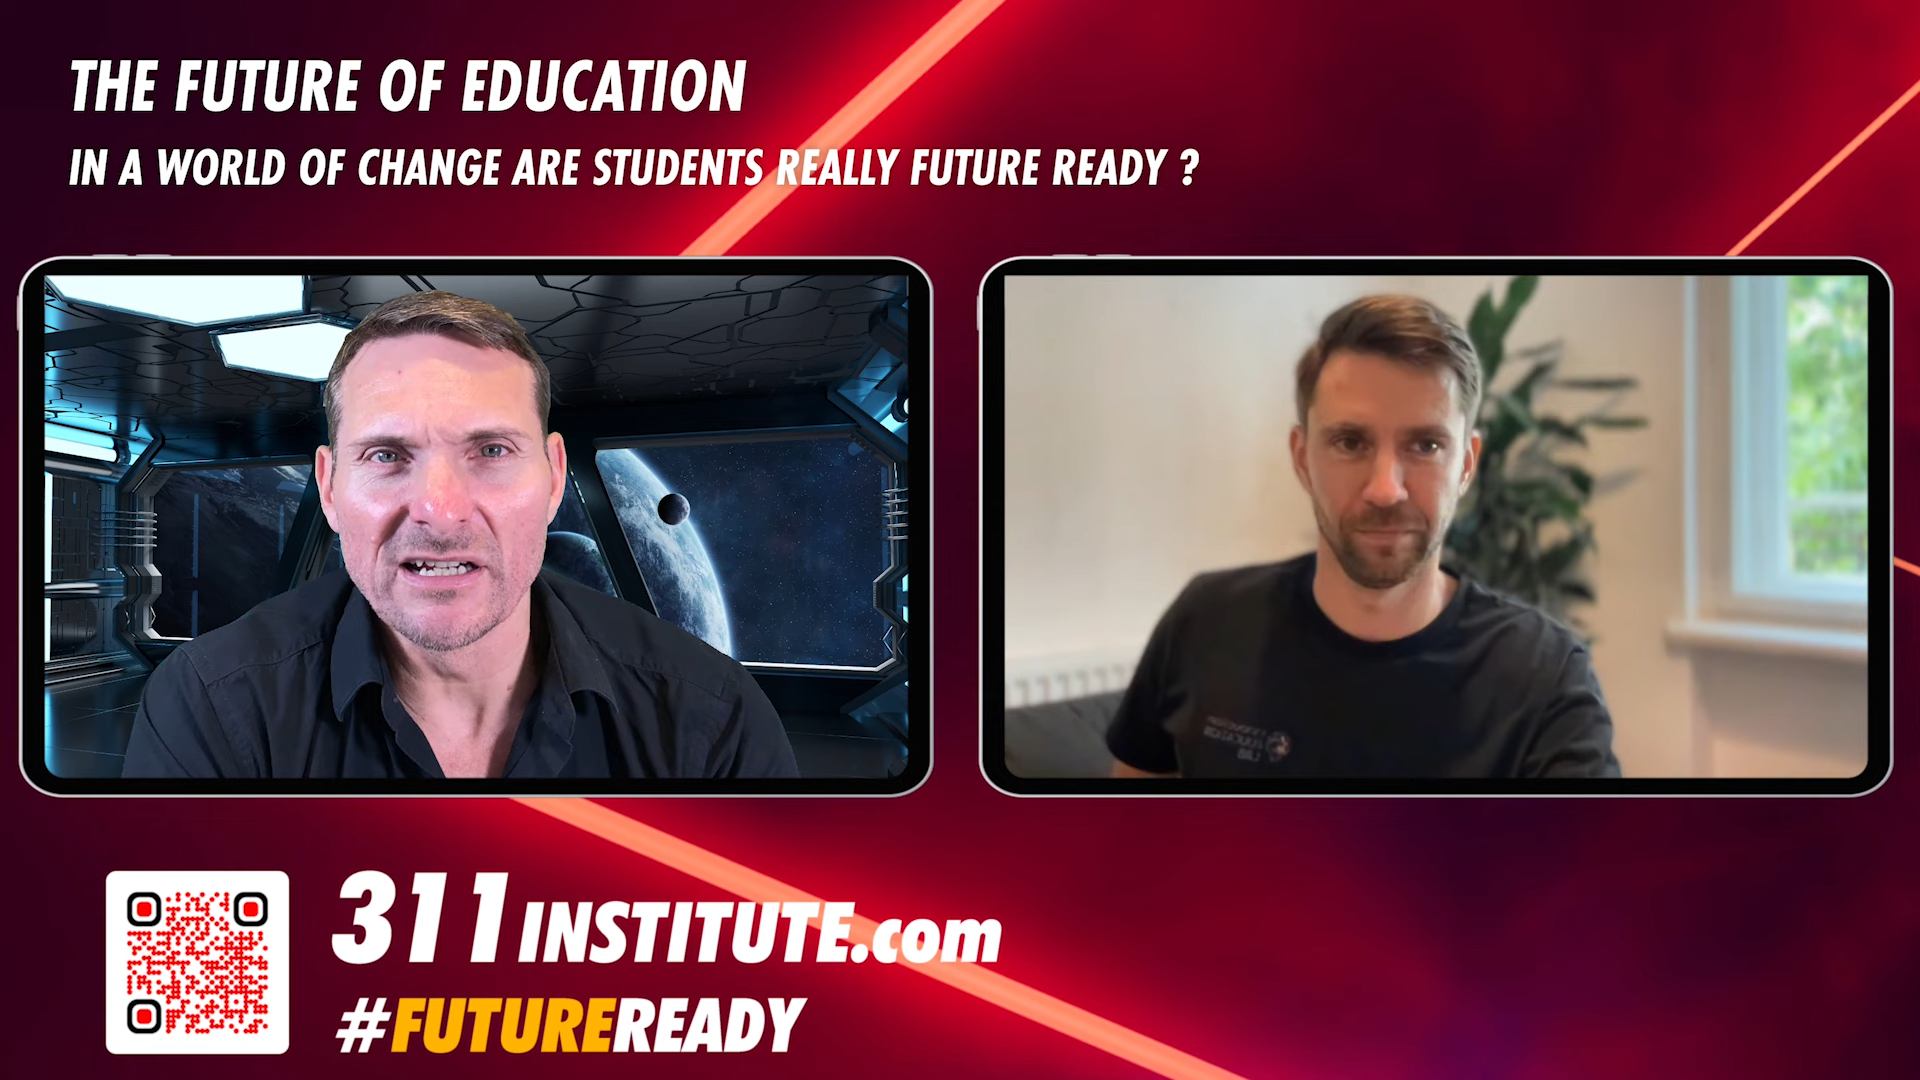 THE FUTURE OF EDUCATION
IN A WORLD OF CHANGE ARE STUDENTS REALLY FUTURE READY ?
311INSTITUTE.com
#FUTUREREADY